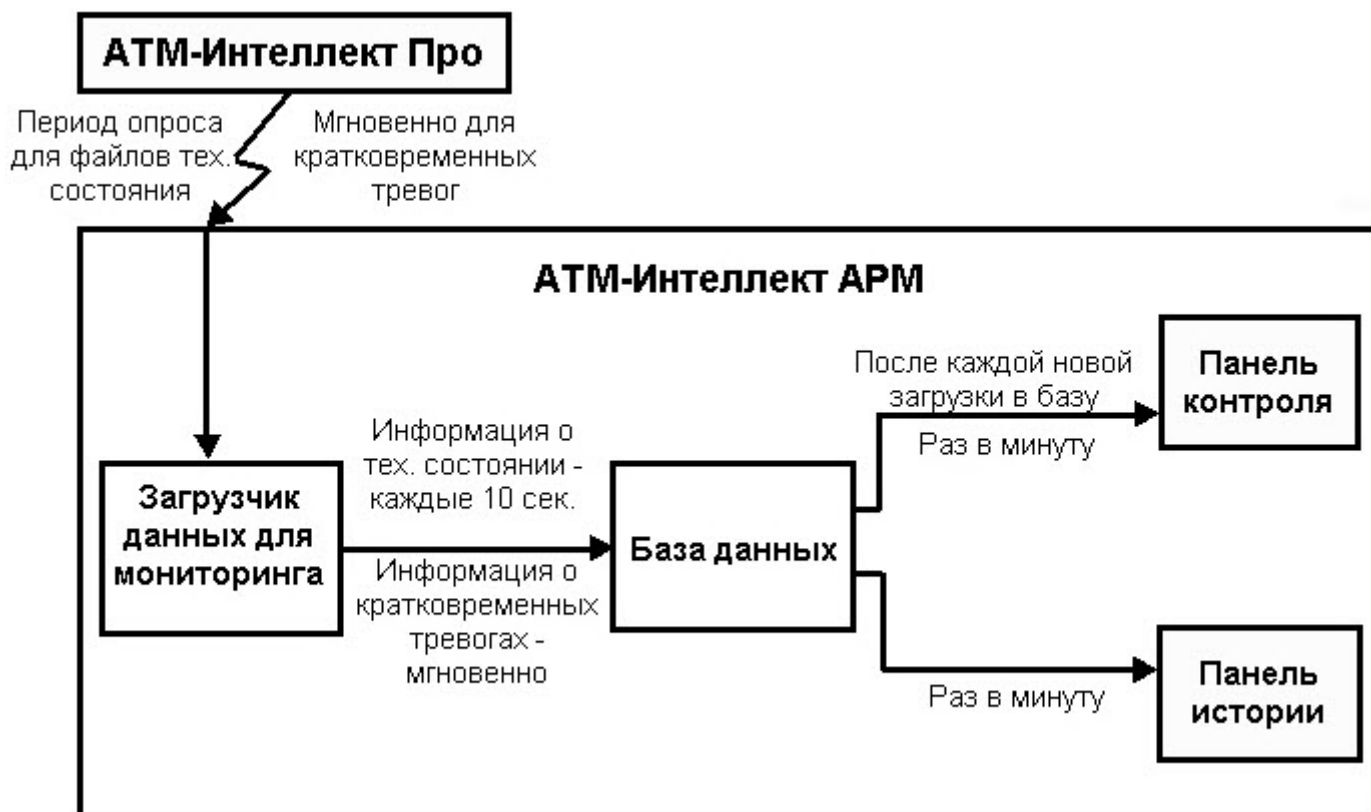 АТМ-Интеллект Про
Период опроса
для файлов тех.
состояния
Мгновенно для
кратковременных
тревог
АТМ-Интеллект АРМ
Загрузчик
данных для
мониторинга
Информация о
тех. состоянии -
каждые 10 сек.
Информация о
кратковременных
тревогах -
мгновенно
База данных
После каждой новой
загрузки в базу
Раз в минуту
Панель
контроля
Раз в минуту
Панель
истории